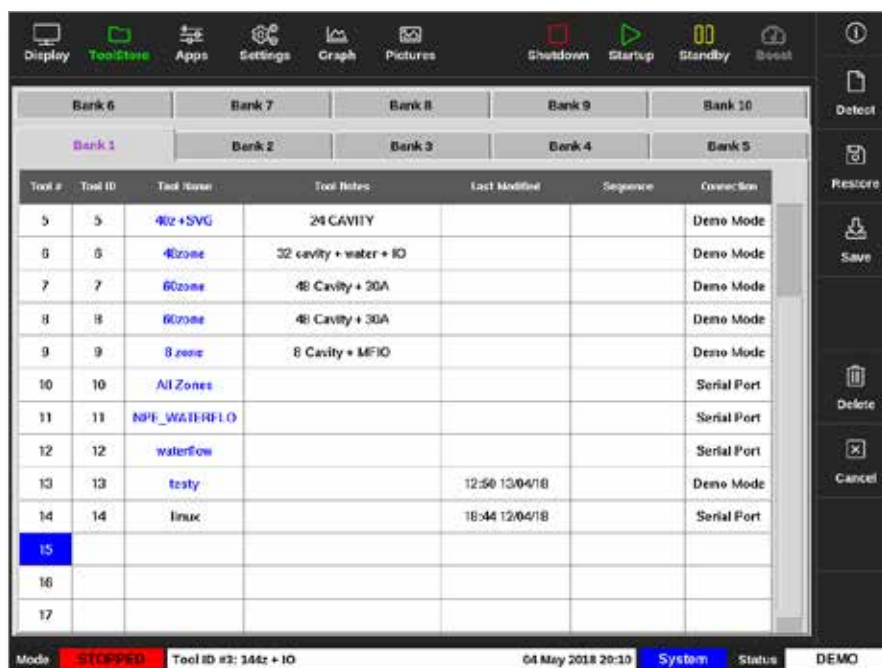 Display ToolStore Apps Settings Graph Pictures Shutdown Startup Standby Boost
Bank 6 Bank 7 Bank 8 Bank 9 Bank 10
Bank 1 Bank 2 Bank 3 Bank 4 Bank 5
Tool # Tool ID Tool Name Tool Notes Last Modified Sequence Connection
5 5 40z +SVG 24 CAVITY Demo Mode
6 6 40zone 32 cavity + water + IO Demo Mode
7 7 60zone 48 Cavity + 30A Demo Mode
8 8 60zone 48 Cavity + 30A Demo Mode
9 9 8 zone 8 Cavity + MFIO Demo Mode
10 10 All Zones Serial Port
11 11 NPE_WATERFLO Serial Port
12 12 waterflow Serial Port
13 13 testy 12:50 13/04/18 Demo Mode
14 14 linux 18:44 12/04/18 Serial Port
15
16
17
Detect
Restore
Save
Delete
Cancel
Mode STOPPED Tool ID #3: 144z + IO 04 May 2018 20:10 System Status DEMO